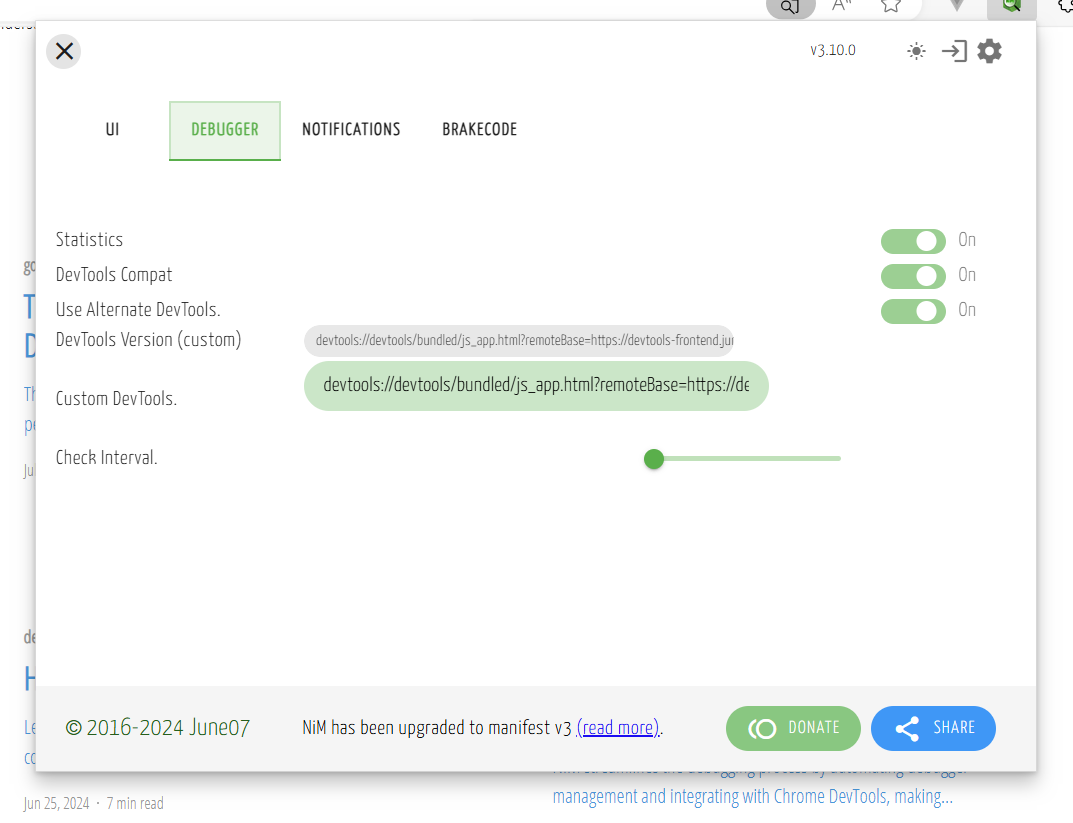 v3.10.0
UI
DEBUGGER
NOTIFICATIONS
BRAKECODE
Statistics
On
DevTools Compat
On
Use Alternate DevTools.
On
DevTools Version (custom)
devtools://devtools/bundled/js_app.html?remoteBase=https://devtools-frontend.jur
devtools://devtools/bundled/js_app.html?remoteBase=https://de
Custom DevTools.
Check Interval.
© 2016-2024 June07
NiM has been upgraded to manifest v3 (read more).
DONATE
SHARE
Jun 25, 2024 · 7 min read
management and integrating with Chrome DevTools, making...